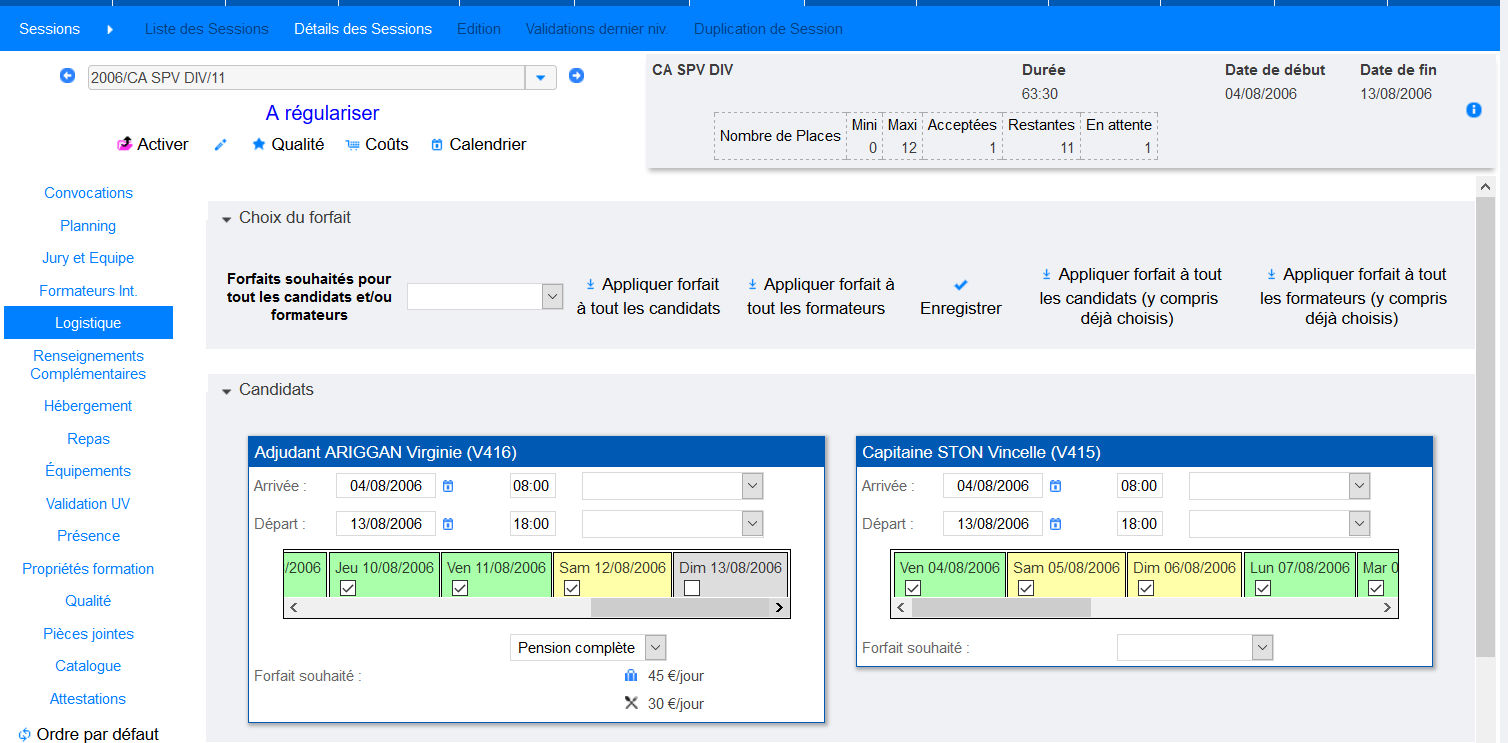 Sessions Liste des Sessions Détails des Sessions Edition Validations dernier niv. Duplication de Session
2006/CA SPV DIV/11
A régulariser
Activer Qualité Coûts Calendrier
CA SPV DIV Durée Date de début Date de fin
63:30 04/08/2006 13/08/2006
Nombre de Places Mini Maxi Acceptées Restantes En attente
0 12 1 11 1
Convocations
Planning
Jury et Equipe
Formateurs Int.
Logistique
Renseignements
Complémentaires
Hébergement
Repas
Équipements
Validation UV
Présence
Propriétés formation
Qualité
Pièces jointes
Catalogue
Attestations
Ordre par défaut
Choix du forfait
Forfaits souhaités pour
tout les candidats et/ou
formateurs
Appliquer forfait
à tout les candidats
Appliquer forfait à
tout les formateurs
Enregistrer
Appliquer forfait à tout
les candidats (y compris
déjà choisis)
Appliquer forfait à tout
les formateurs (y compris
déjà choisis)
Candidats
Adjudant ARIGGAN Virginie (V416)
Arrivée : 04/08/2006 08:00
Départ : 13/08/2006 18:00
/2006 Jeu 10/08/2006 Ven 11/08/2006 Sam 12/08/2006 Dim 13/08/2006
Pension complète
Forfait souhaité : 45 €/jour
30 €/jour
Capitaine STON Vincelle (V415)
Arrivée : 04/08/2006 08:00
Départ : 13/08/2006 18:00
Ven 04/08/2006 Sam 05/08/2006 Dim 06/08/2006 Lun 07/08/2006 Mar 0
Forfait souhaité :